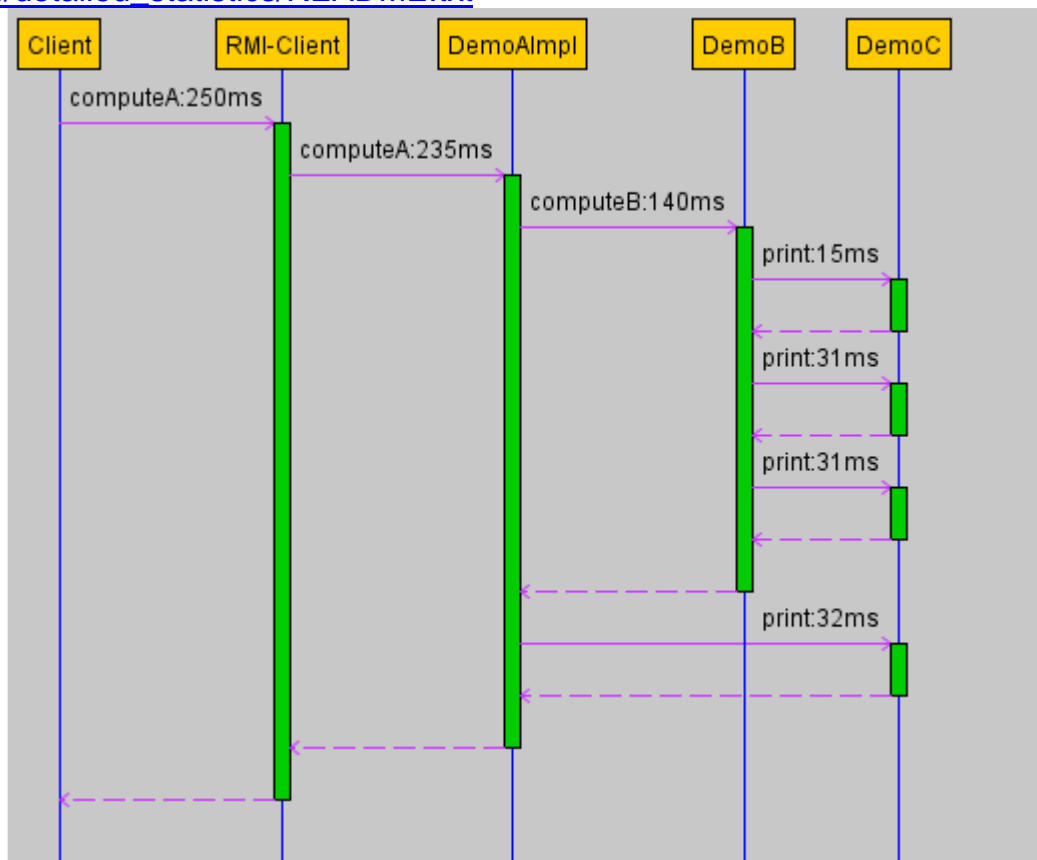 Client RMI-Client DemoAImpl DemoB DemoC
computeA:250ms
computeA:235ms
computeB:140ms
print:15ms
print:31ms
print:31ms
print:32ms